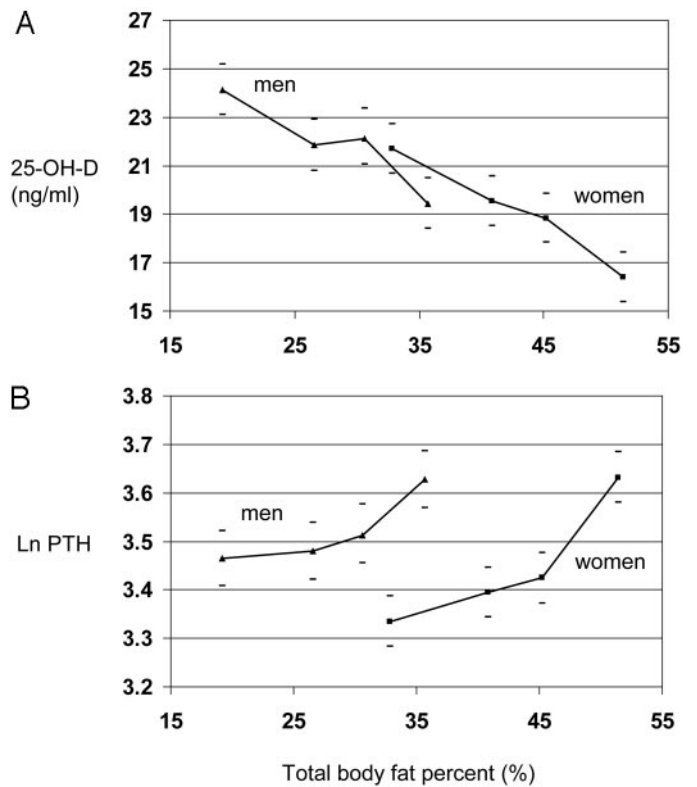 A
27
25
men
23
25-OH-D
(ng/ml)
21
19
women
17
15
15 25 35 45 55
B
3.8
3.7
3.6
men
Ln PTH
3.5
women
3.4
3.3
3.2
15 25 35 45 55
Total body fat percent (%)